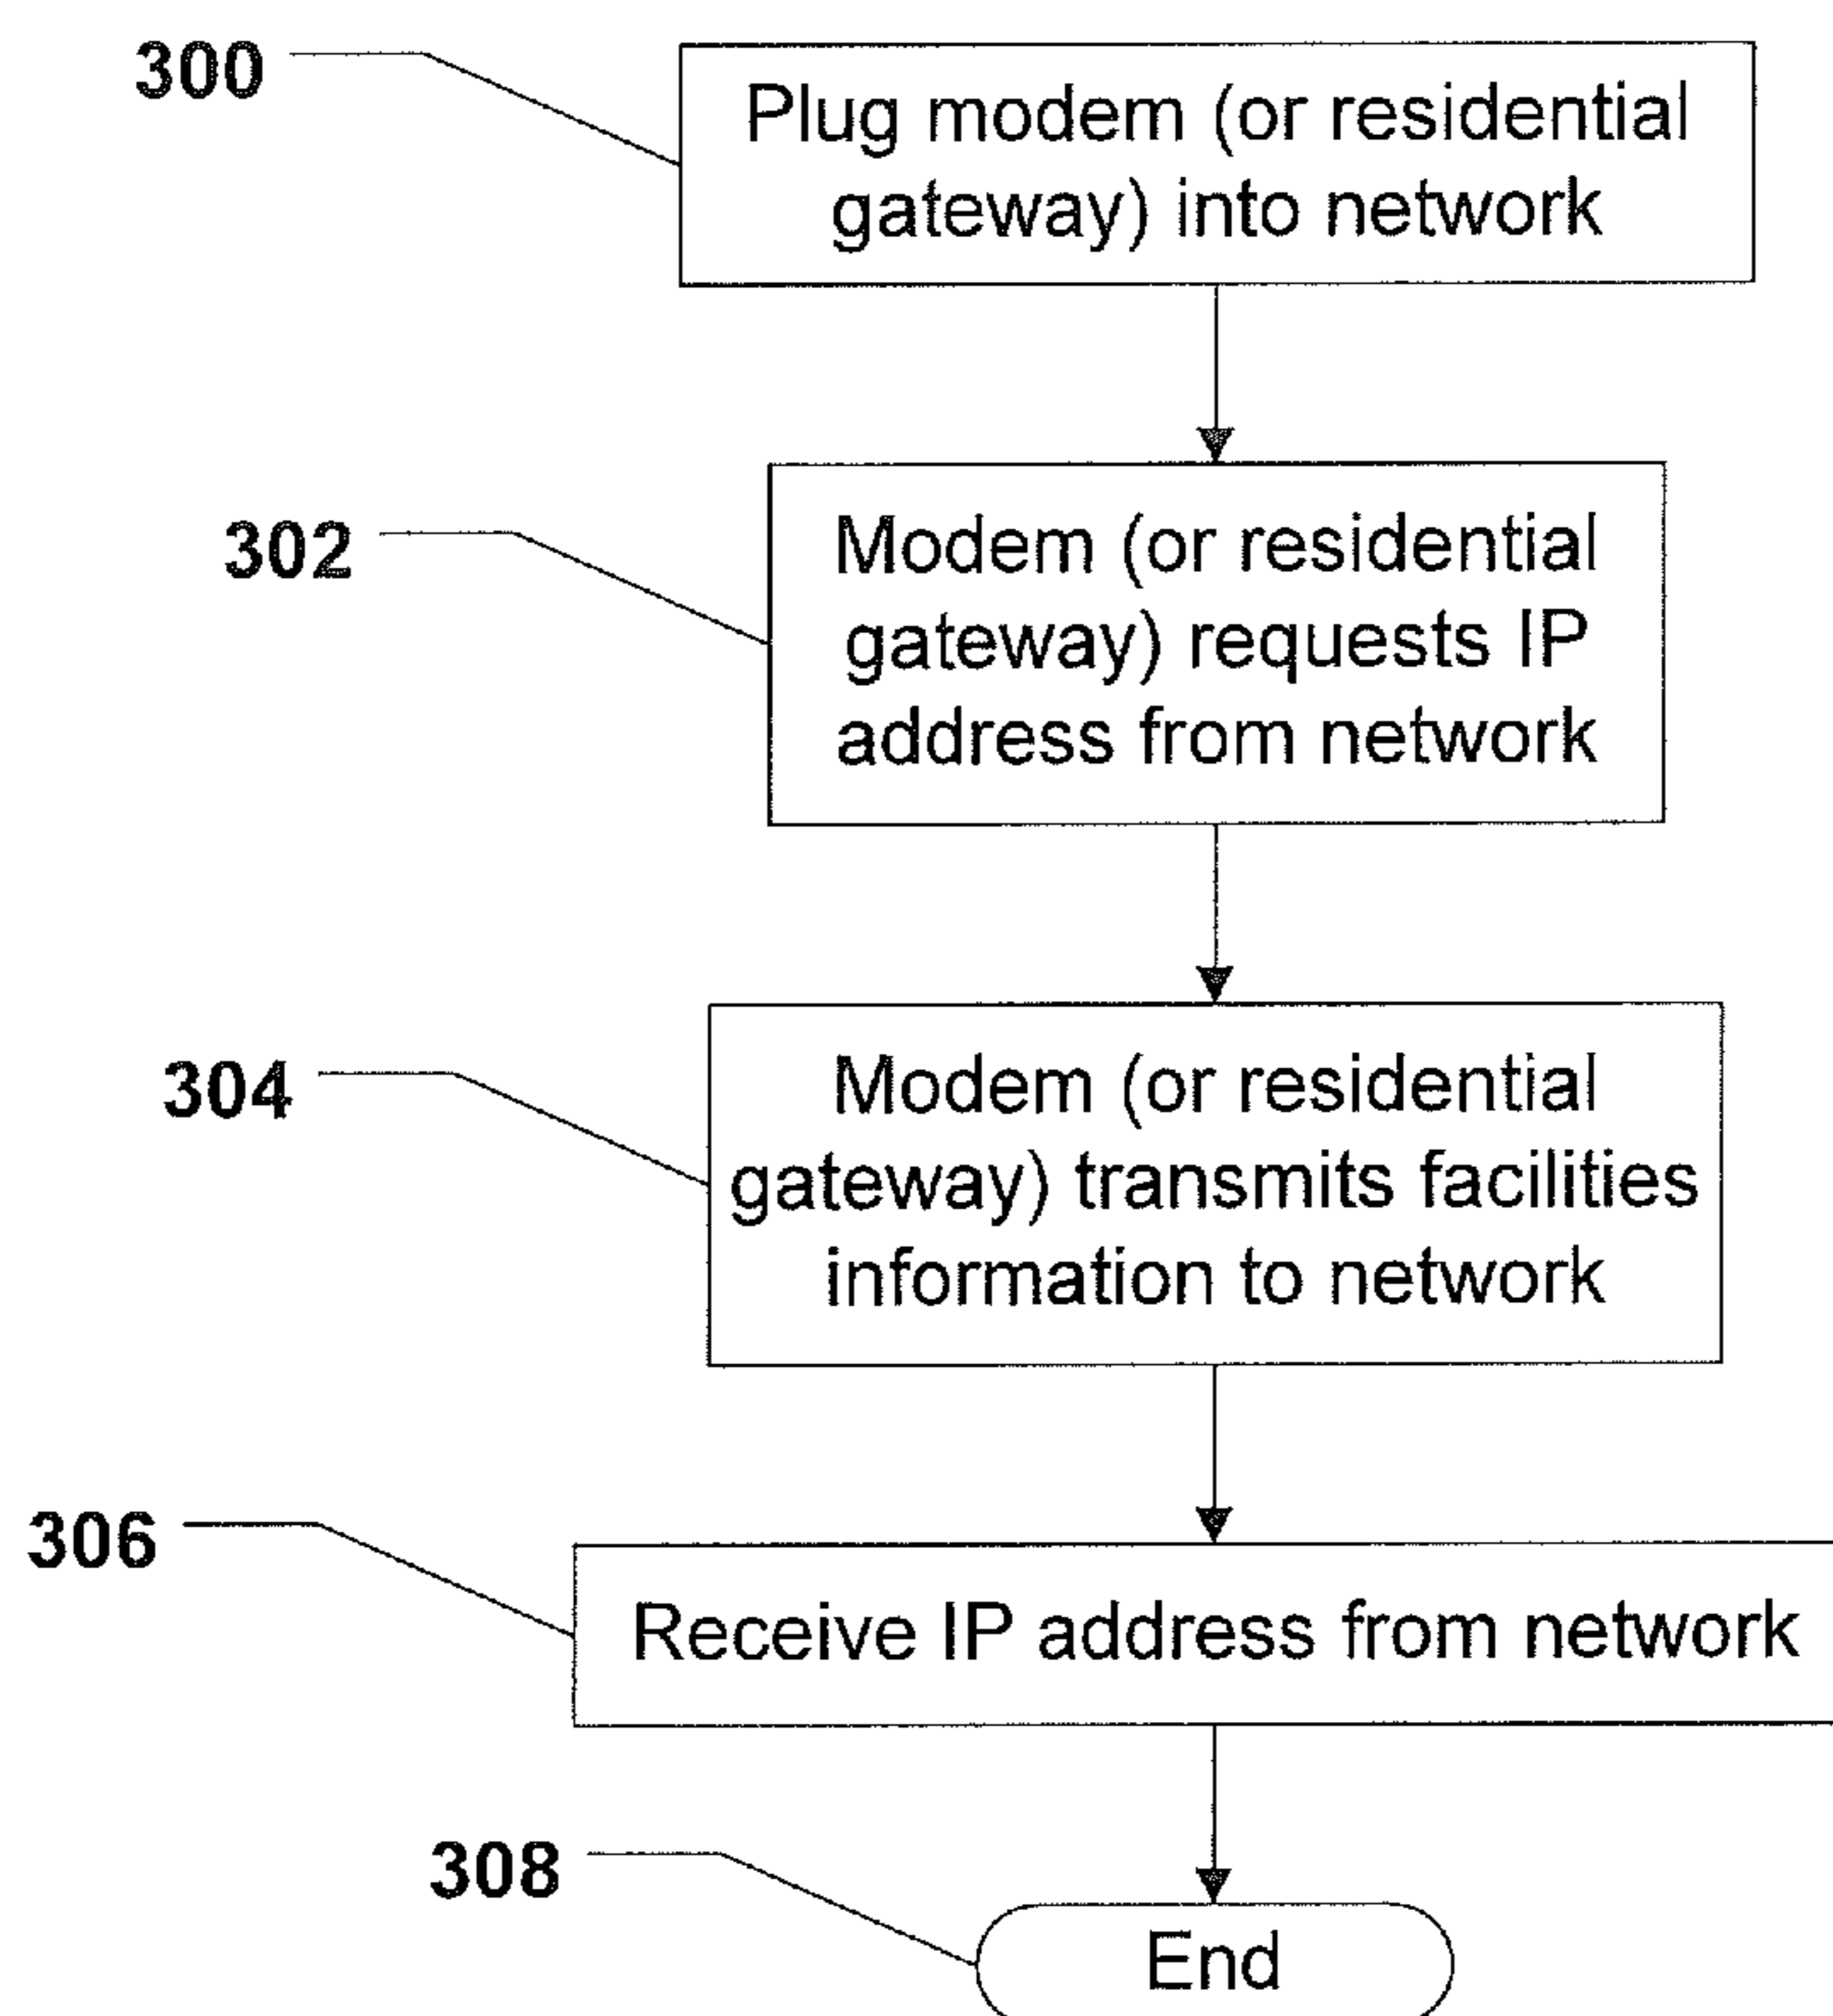 300
Plug modem (or residential
gateway) into network
302
Modem (or residential
gateway) requests IP
address from network
304
Modem (or residential
gateway) transmits facilities
information to network
306
Receive IP address from network
308
End